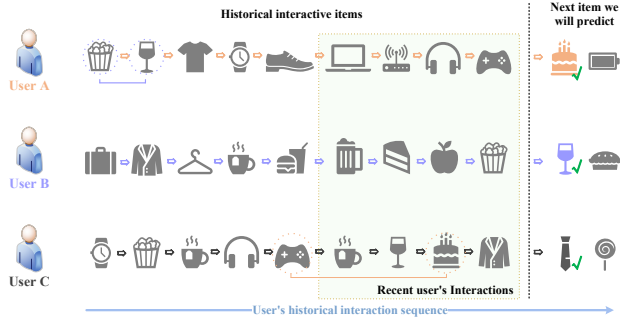 Historical interactive items
Next item we
will predict
User A
User B
User C
Recent user's Interactions
User's historical interaction sequence